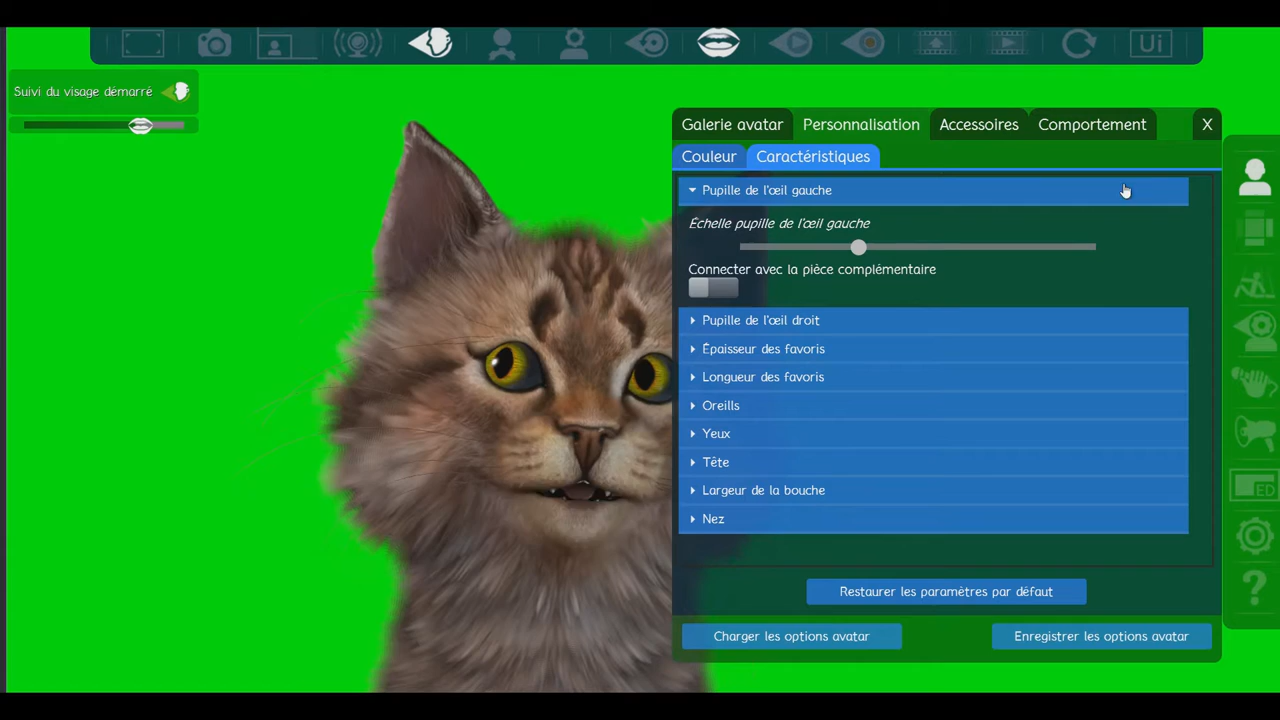 Ui
Suivi du visage démarré
Galerie avatar
Personnalisation
Accessoires
Comportement
X
Couleur
Caractéristiques
Pupille de l'œil gauche
Échelle pupille de l'œil gauche
Connecter avec la pièce complémentaire
Pupille de l'œil droit
Épaisseur des favoris
Longueur des favoris
Oreills
Yeux
Tête
Largeur de la bouche
Nez
ED
?
Restaurer les paramètres par défaut
Charger les options avatar
Enregistrer les options avatar